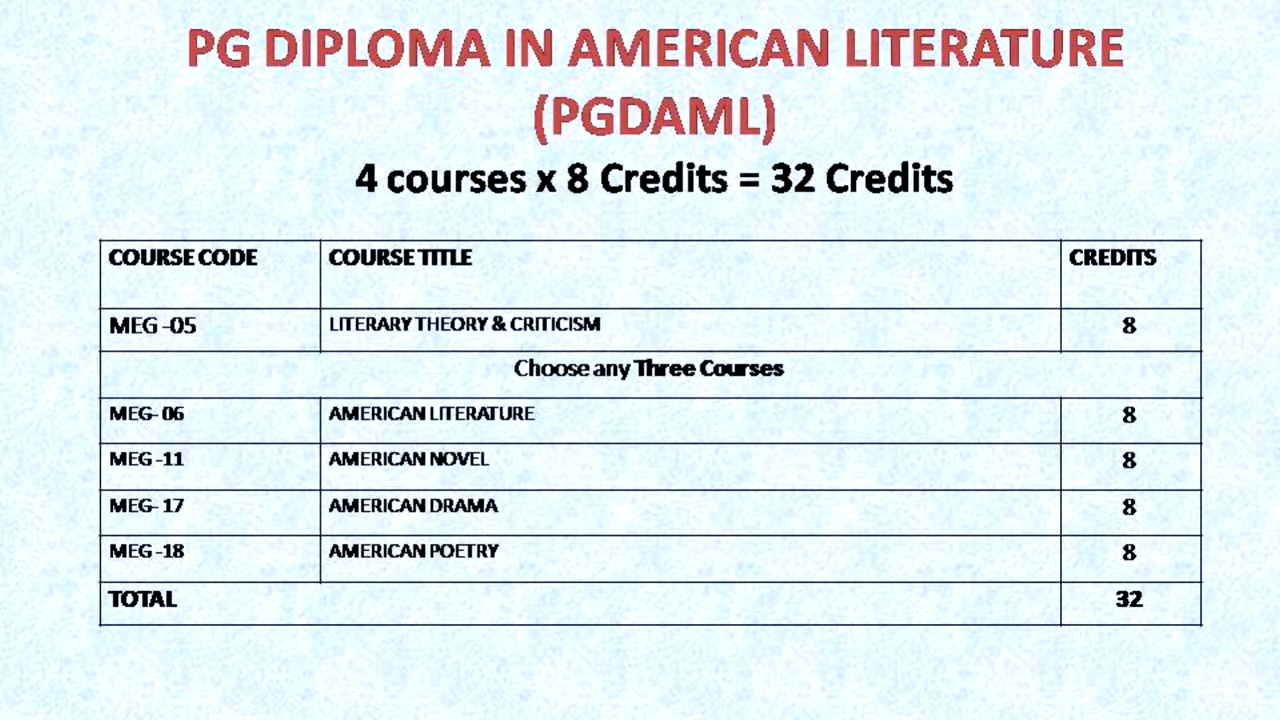 PG DIPLOMA IN AMERICAN LITERATURE
(PGDAML)
4 courses x 8 Credits = 32 Credits
COURSE CODE COURSE TITLE CREDITS
MEG -05 LITERARY THEORY & CRITICISM 8
Choose any Three Courses
MEG- 06 AMERICAN LITERATURE 8
MEG -11 AMERICAN NOVEL 8
MEG- 17 AMERICAN DRAMA 8
MEG -18 AMERICAN POETRY 8
TOTAL 32